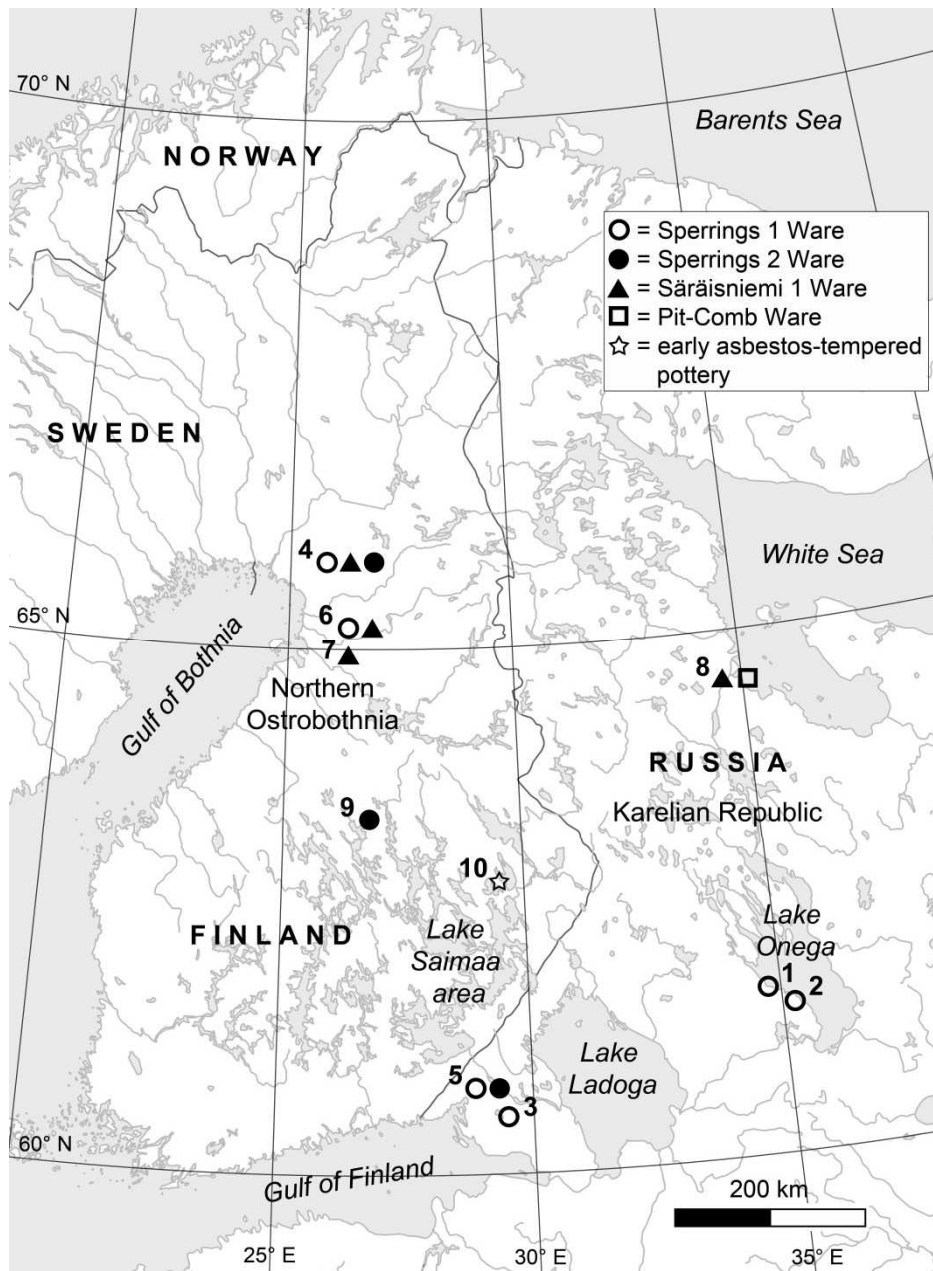 70° N
Barents Sea
NORWAY
= Sperrings 1 Ware
= Sperrings 2 Ware
= Säräisniemi 1 Ware
= Pit-Comb Ware
= early asbestos-tempered
pottery
SWEDEN
4
White Sea
65° N
6
7
8
Gulf of Bothnia
Northern
Ostrobothnia
RUSSIA
Karelian Republic
9
10
FINLAND
Lake
Saimaa
area
Lake
Onega
1
2
Lake
Ladoga
5
3
60° N
Gulf of Finland
200 km
25° E
30° E
35° E